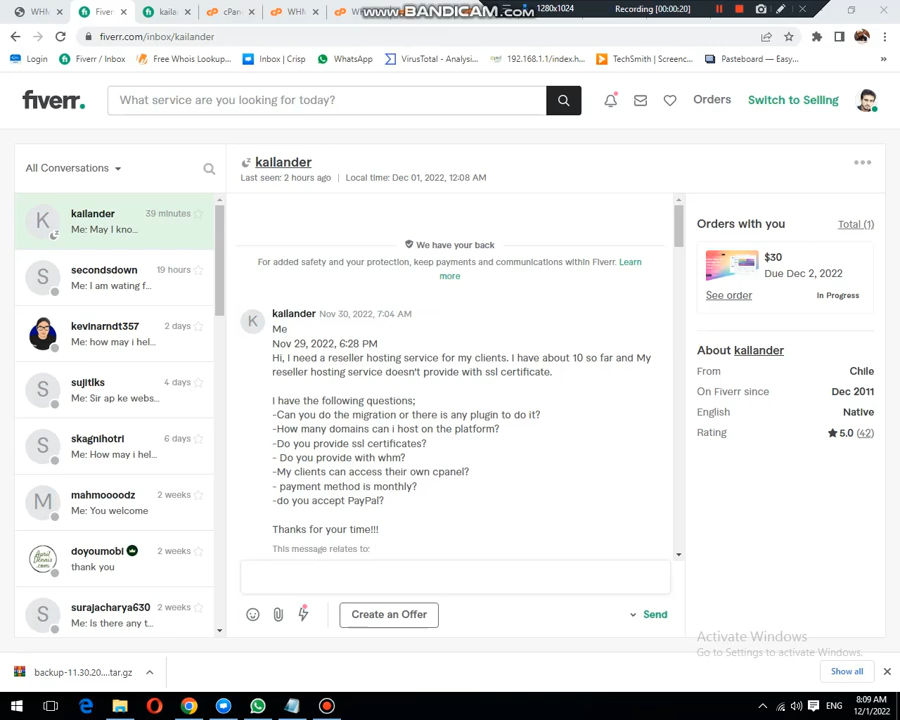 WHM
Fiverr
kaila
cPan
WHM
WH
www.BANDICAM.com
1280x1024
Recording [00:00:20]
fiverr.com/inbox/kailander
Login
Fiverr / Inbox
Free Whois Lookup...
Inbox | Crisp
WhatsApp
VirusTotal - Analysi...
192.168.1.1/index.h...
TechSmith | Screenc...
Pasteboard — Easy...
»
fiverr.
What service are you looking for today?
Orders
Switch to Selling
All Conversations
kailander
Last seen: 2 hours ago | Local time: Dec 01, 2022, 12:08 AM
K
kailander
39 minutes
Me: May I kno...
S
secondsdown
19 hours
Me: I am wating f...
kevinarndt357
2 days
Me: how may i hel...
S
sujitlks
4 days
Me: Sir ap ke webs...
S
skagnihotri
6 days
Me: How may i hel...
M
mahmoooodz
2 weeks
Me: You welcome
doyoumobi
2 weeks
thank you
S
surajacharya630
2 weeks
Me: Is there any t...
We have your back
For added safety and your protection, keep payments and communications within Fiverr. Learn
more
K
kailander Nov 30, 2022, 7:04 AM
Me
Nov 29, 2022, 6:28 PM
Hi, I need a reseller hosting service for my clients. I have about 10 so far and My
reseller hosting service doesn't provide with ssl certificate.
I have the following questions;
-Can you do the migration or there is any plugin to do it?
-How many domains can i host on the platform?
-Do you provide ssl certificates?
- Do you provide with whm?
-My clients can access their own cpanel?
- payment method is monthly?
-do you accept PayPal?
Thanks for your time!!!
This message relates to:
Create an Offer
Send
Orders with you
Total (1)
$30
Due Dec 2, 2022
See order
In Progress
About kailander
From
Chile
On Fiverr since
Dec 2011
English
Native
Rating
5.0 (42)
Activate Windows
Go to Settings to activate Windows.
backup-11.30.20....tar.gz
Show all
ENG
8:09 AM
12/1/2022